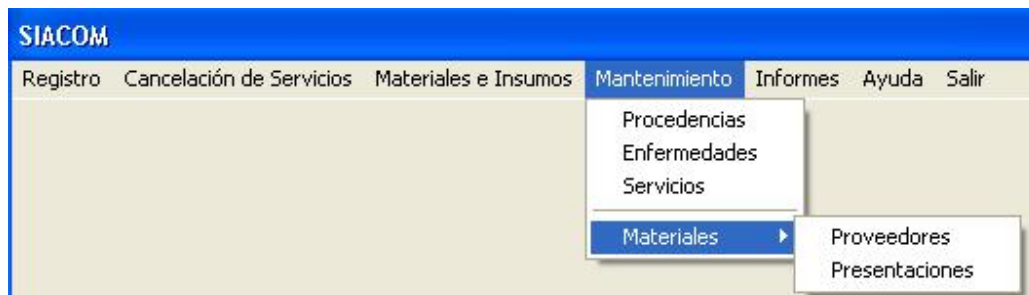 SIACOM
Registro Cancelación de Servicios Materiales e Insumos Mantenimiento Informes Ayuda Salir
Procedencias
Enfermedades
Servicios
Materiales Proveedores
Presentaciones